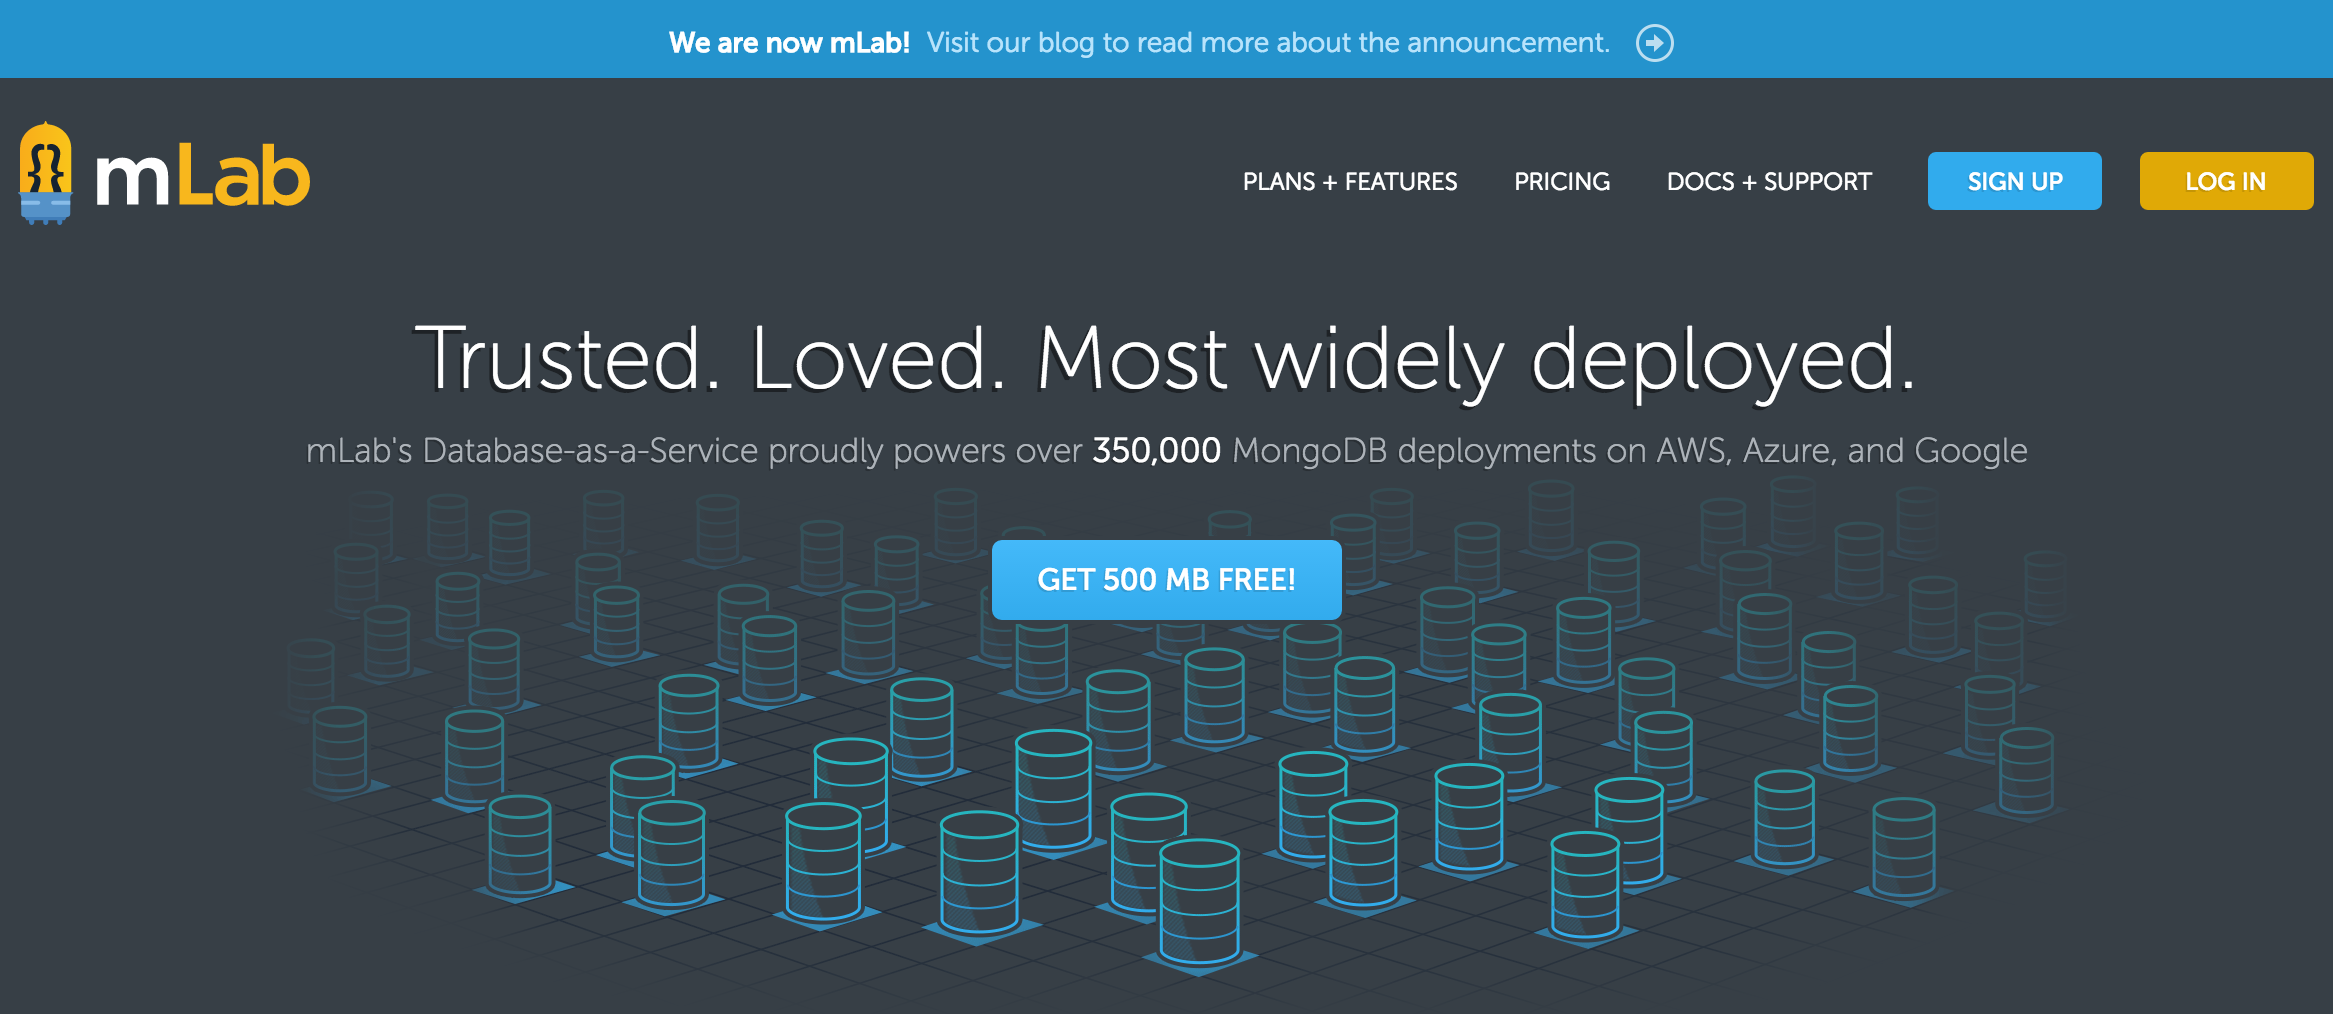 We are now mLab! Visit our blog to read more about the announcement.
mLab
PLANS + FEATURES
PRICING
DOCS + SUPPORT
SIGN UP
LOG IN
Trusted. Loved. Most widely deployed.
mLab's Database-as-a-Service proudly powers over 350,000 MongoDB deployments on AWS, Azure, and Google
GET 500 MB FREE!